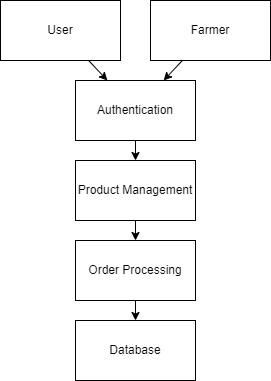 User
Farmer
Authentication
Product Management
Order Processing
Database